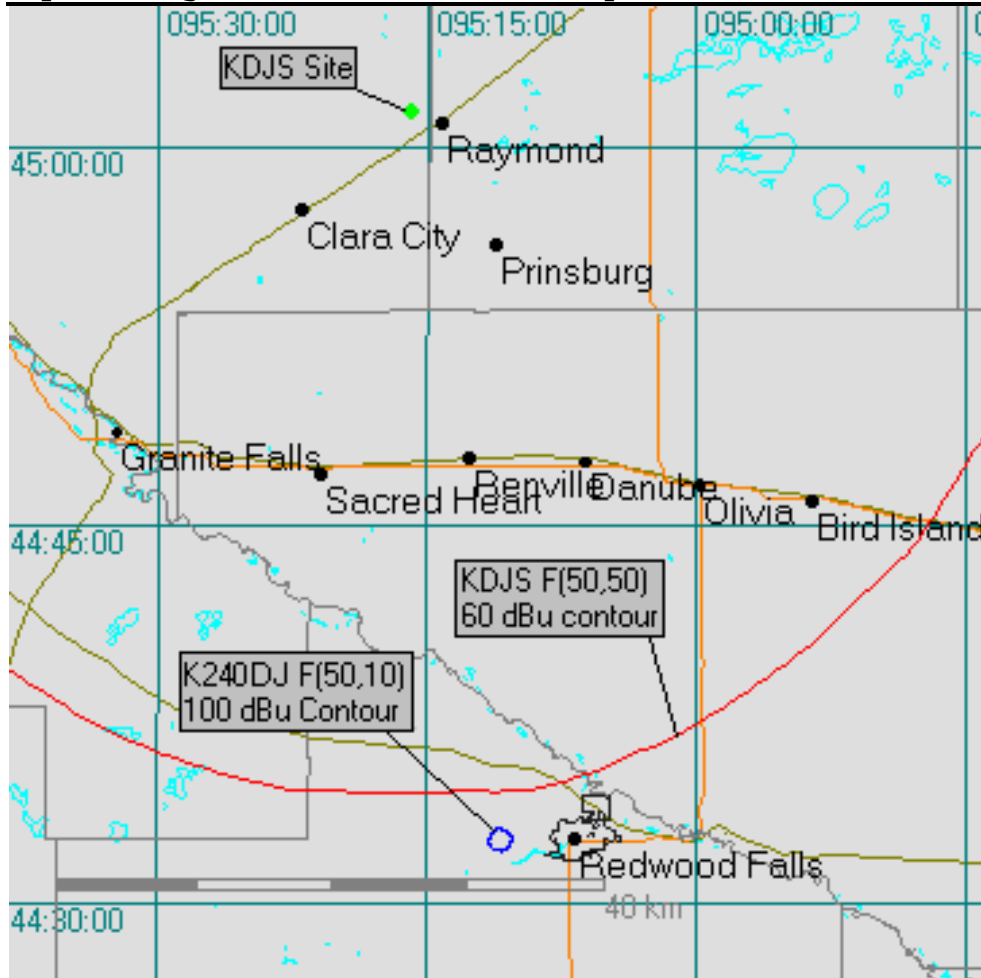 095:30:00
095:15:00
095:00:00
KDJS Site
Raymond
45:00:00
Clara City
Prinsburg
Granite Falls
Sacred Heart
Renville
Danube
Olivia
Bird Island
44:45:00
KDJS F(50,50)
60 dBu contour
K240DJ F(50,10)
100 dBu Contour
Redwood Falls
40 km
44:30:00